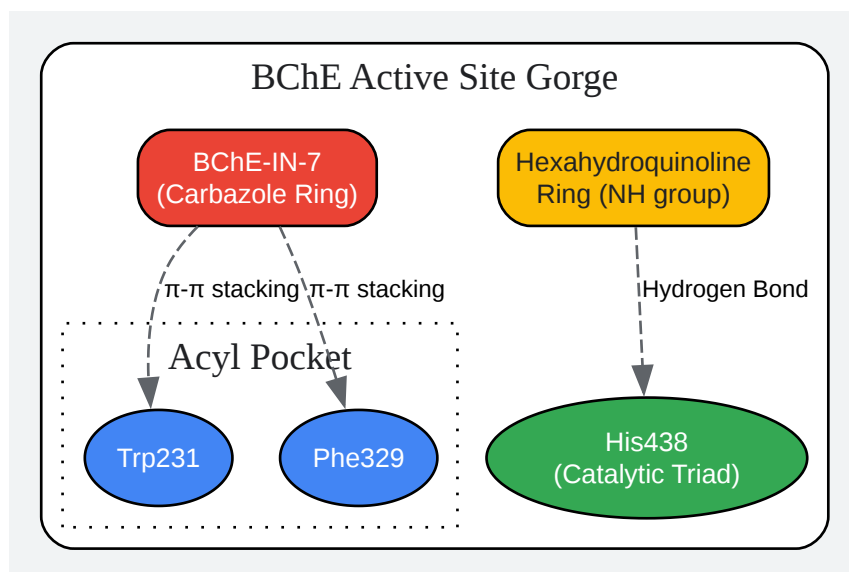 BChE Active Site Gorge
BChE-IN-7
(Carbazole Ring)
Hexahydroquinoline
Ring (NH group)
π-π stacking
π-π stacking
Hydrogen Bond
Acyl Pocket
Trp231
Phe329
His438
(Catalytic Triad)